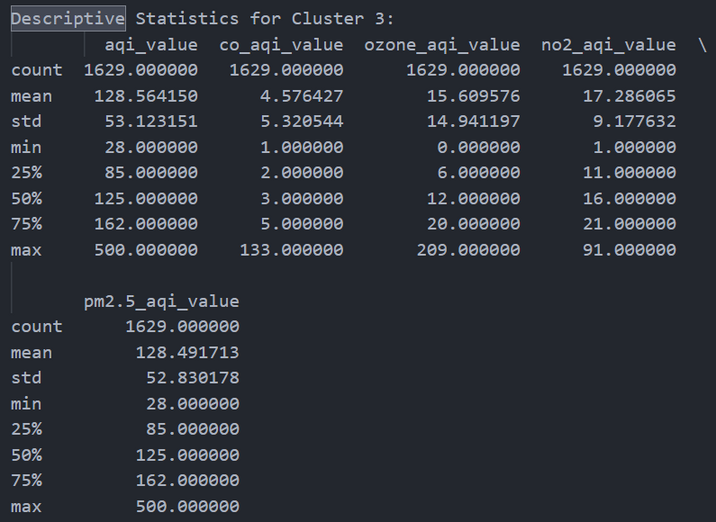 Descriptive Statistics for Cluster 3:
aqi_value co_aqi_value ozone_aqi_value no2_aqi_value \
count 1629.000000 1629.000000 1629.000000 1629.000000
mean 128.564150 4.576427 15.609576 17.286065
std 53.123151 5.320544 14.941197 9.177632
min 28.000000 1.000000 0.000000 1.000000
25% 85.000000 2.000000 6.000000 11.000000
50% 125.000000 3.000000 12.000000 16.000000
75% 162.000000 5.000000 20.000000 21.000000
max 500.000000 133.000000 209.000000 91.000000
pm2.5_aqi_value
count 1629.000000
mean 128.491713
std 52.830178
min 28.000000
25% 85.000000
50% 125.000000
75% 162.000000
max 500.000000